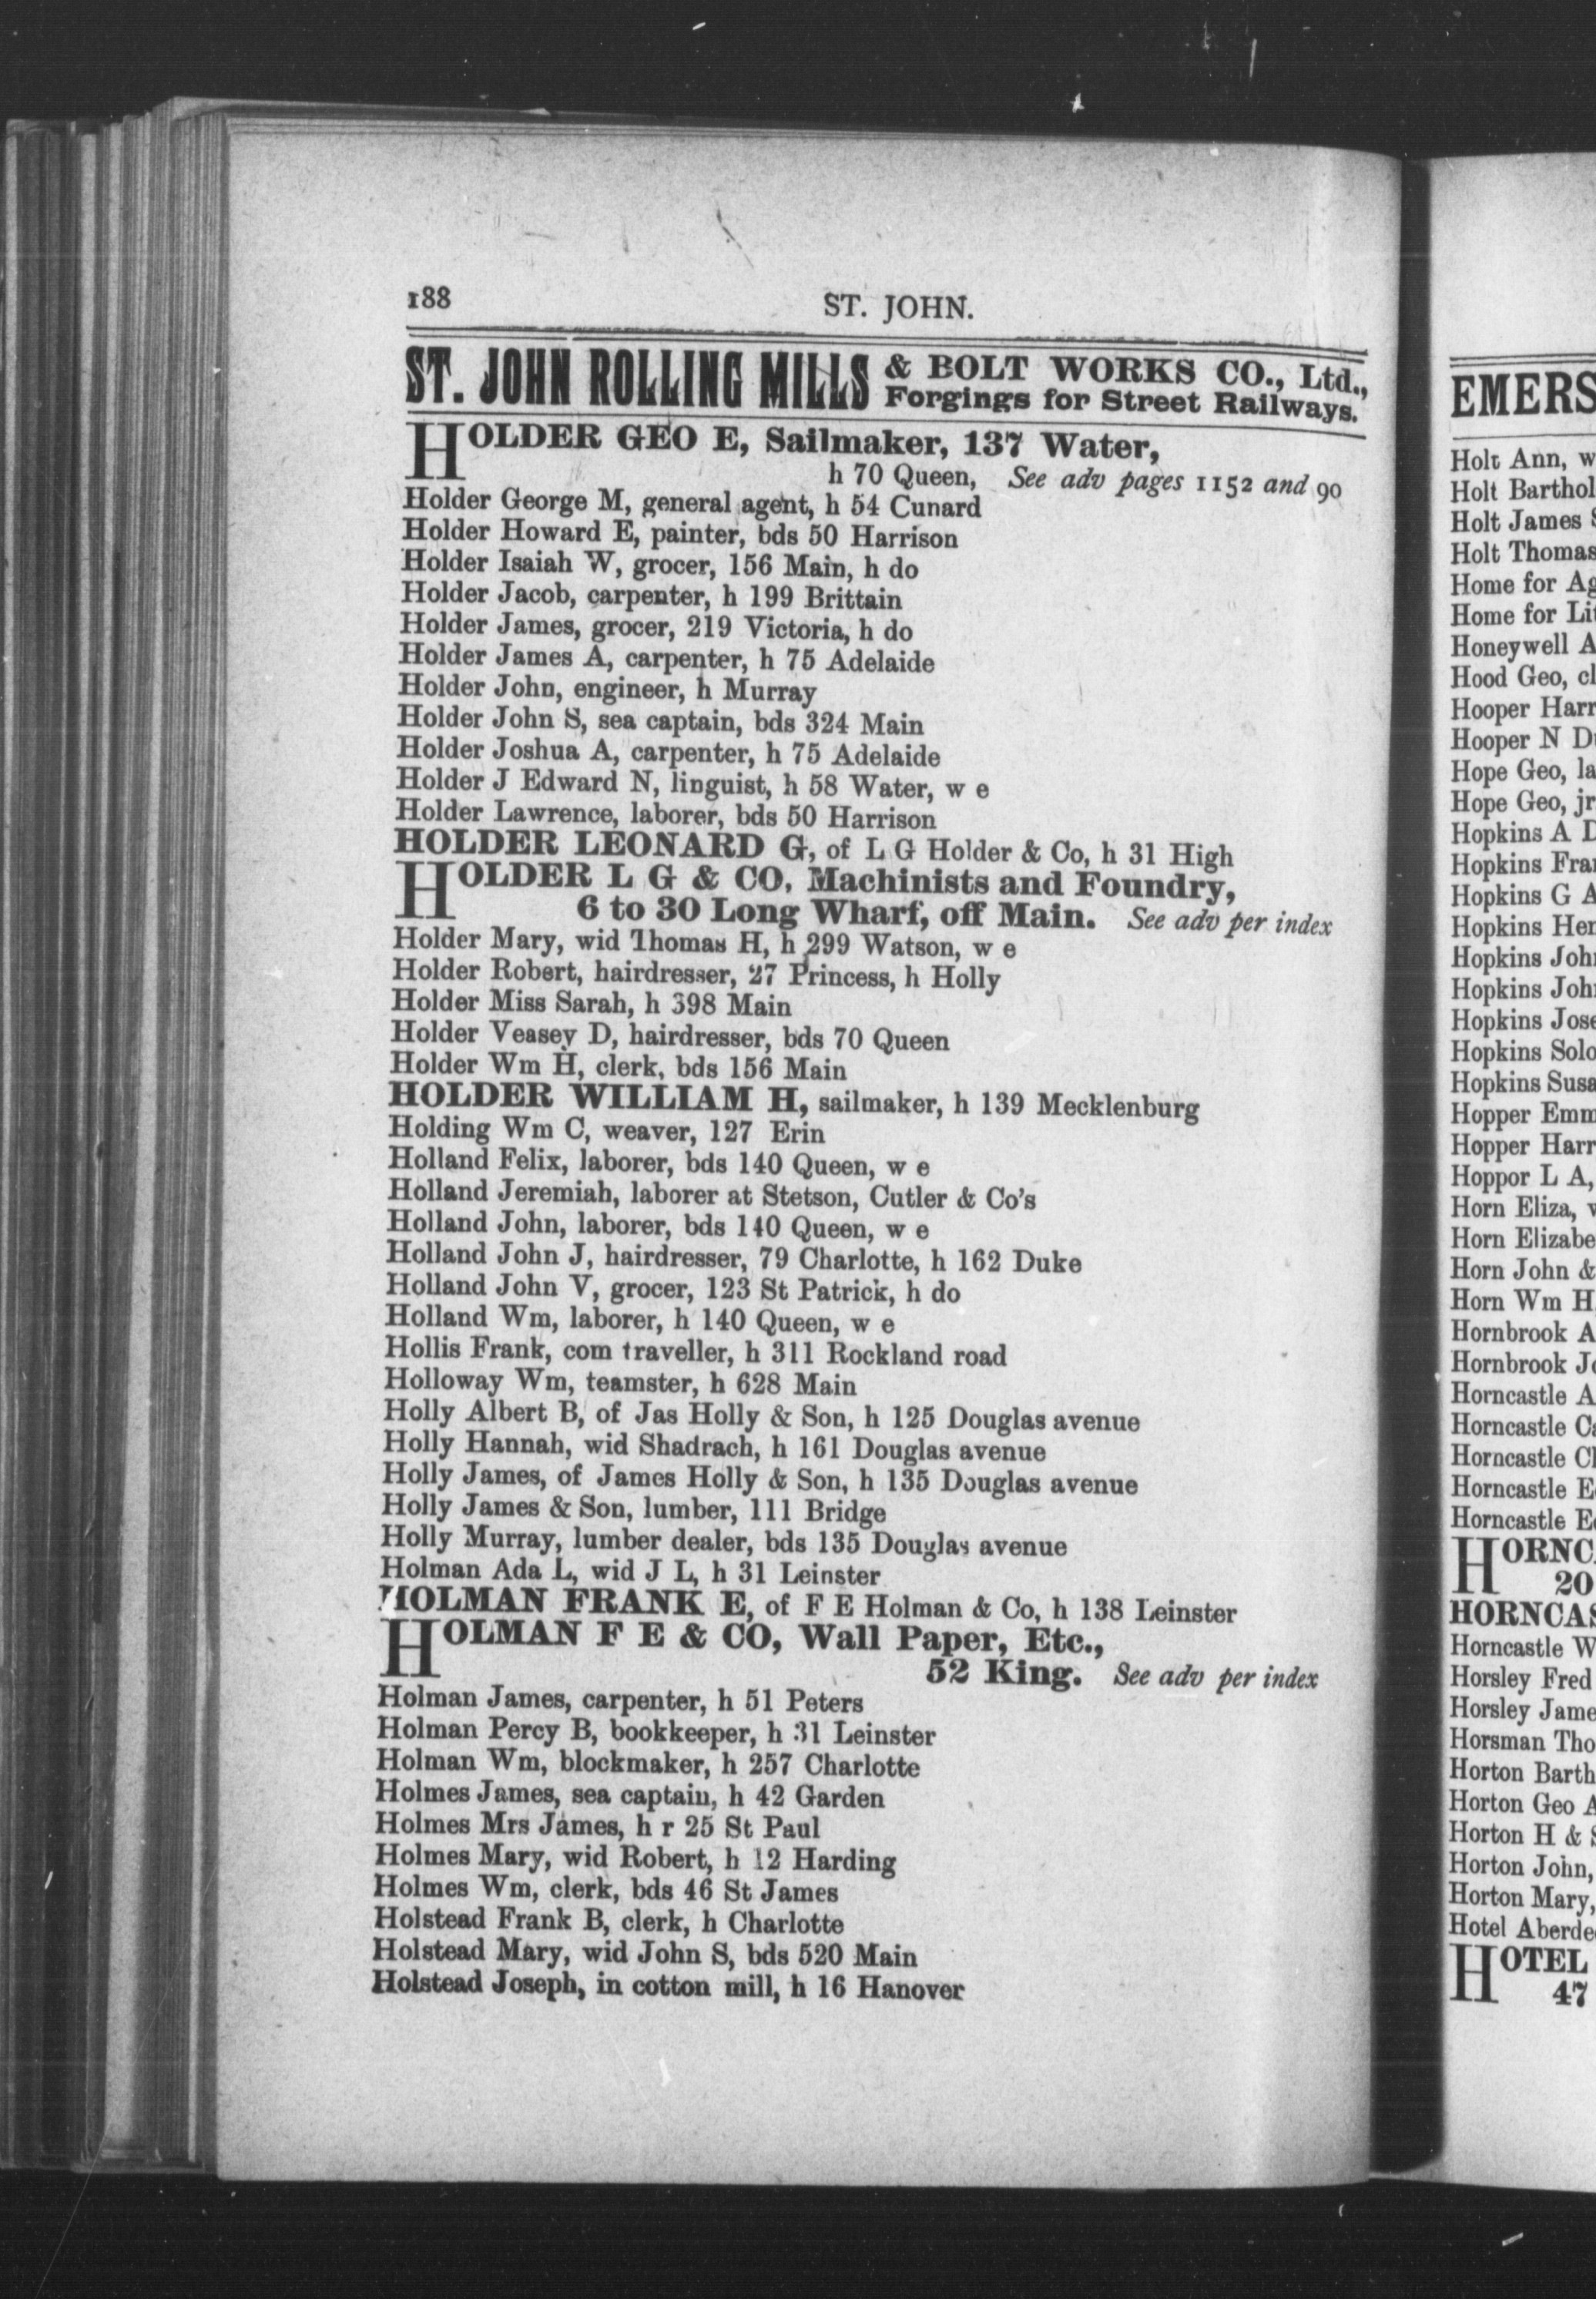 188
ST. JOHN.
ST. JOHN ROLLING MILLS & BOLT WORKS CO., Ltd.,
Forgings for Street Railways.
HOLDER GEO E, Sailmaker, 137 Water,
h 70 Queen, See adv pages 1152 and 90
Holder George M, general agent, h 54 Cunard
Holder Howard E, painter, bds 50 Harrison
Holder Isaiah W, grocer, 156 Main, h do
Holder Jacob, carpenter, h 199 Brittain
Holder James, grocer, 219 Victoria, h do
Holder James A, carpenter, h 75 Adelaide
Holder John, engineer, h Murray
Holder John S, sea captain, bds 324 Main
Holder Joshua A, carpenter, h 75 Adelaide
Holder J Edward N, linguist, h 58 Water, w e
Holder Lawrence, laborer, bds 50 Harrison
HOLDER LEONARD G, of L G Holder & Co, h 31 High
HOLDER L G & CO, Machinists and Foundry,
6 to 30 Long Wharf, off Main. See adv per index
Holder Mary, wid Thomas H, h 299 Watson, w e
Holder Robert, hairdresser, 27 Princess, h Holly
Holder Miss Sarah, h 398 Main
Holder Veasey D, hairdresser, bds 70 Queen
Holder Wm H, clerk, bds 156 Main
HOLDER WILLIAM H, sailmaker, h 139 Mecklenburg
Holding Wm C, weaver, 127 Erin
Holland Felix, laborer, bds 140 Queen, w e
Holland Jeremiah, laborer at Stetson, Cutler & Co's
Holland John, laborer, bds 140 Queen, w e
Holland John J, hairdresser, 79 Charlotte, h 162 Duke
Holland John V, grocer, 123 St Patrick, h do
Holland Wm, laborer, h 140 Queen, w e
Hollis Frank, com traveller, h 311 Rockland road
Holloway Wm, teamster, h 628 Main
Holly Albert B, of Jas Holly & Son, h 125 Douglas avenue
Holly Hannah, wid Shadrach, h 161 Douglas avenue
Holly James, of James Holly & Son, h 135 Douglas avenue
Holly James & Son, lumber, 111 Bridge
Holly Murray, lumber dealer, bds 135 Douglas avenue
Holman Ada L, wid J L, h 31 Leinster
HOLMAN FRANK E, of F E Holman & Co, h 138 Leinster
HOLMAN F E & CO, Wall Paper, Etc.,
52 King. See adv per index
Holman James, carpenter, h 51 Peters
Holman Percy B, bookkeeper, h 31 Leinster
Holman Wm, blockmaker, h 257 Charlotte
Holmes James, sea captain, h 42 Garden
Holmes Mrs James, h r 25 St Paul
Holmes Mary, wid Robert, h 12 Harding
Holmes Wm, clerk, bds 46 St James
Holstead Frank B, clerk, h Charlotte
Holstead Mary, wid John S, bds 520 Main
Holstead Joseph, in cotton mill, h 16 Hanover
EMERS
Holt Ann, w
Holt Barthol
Holt James
Holt Thomas
Home for Ag
Home for Lit
Honeywell A
Hood Geo, cl
Hooper Harr
Hooper N D
Hope Geo, la
Hope Geo, jr
Hopkins A D
Hopkins Fra
Hopkins G A
Hopkins Hen
Hopkins Joh
Hopkins Joh
Hopkins Jose
Hopkins Solo
Hopkins Susa
Hopper Emm
Hopper Harr
Hoppor L A,
Horn Eliza,
Horn Elizabe
Horn John &
Horn Wm H
Hornbrook A
Hornbrook Jo
Horncastle A
Horncastle Ca
Horncastle Cl
Horncastle E
Horncastle Ed
HORNC
20
HORNCAS
Horncastle W
Horsley Fred
Horsley Jame
Horsman Tho
Horton Barth
Horton Geo A
Horton H &
Horton John,
Horton Mary,
Hotel Aberde
HOTEL
47